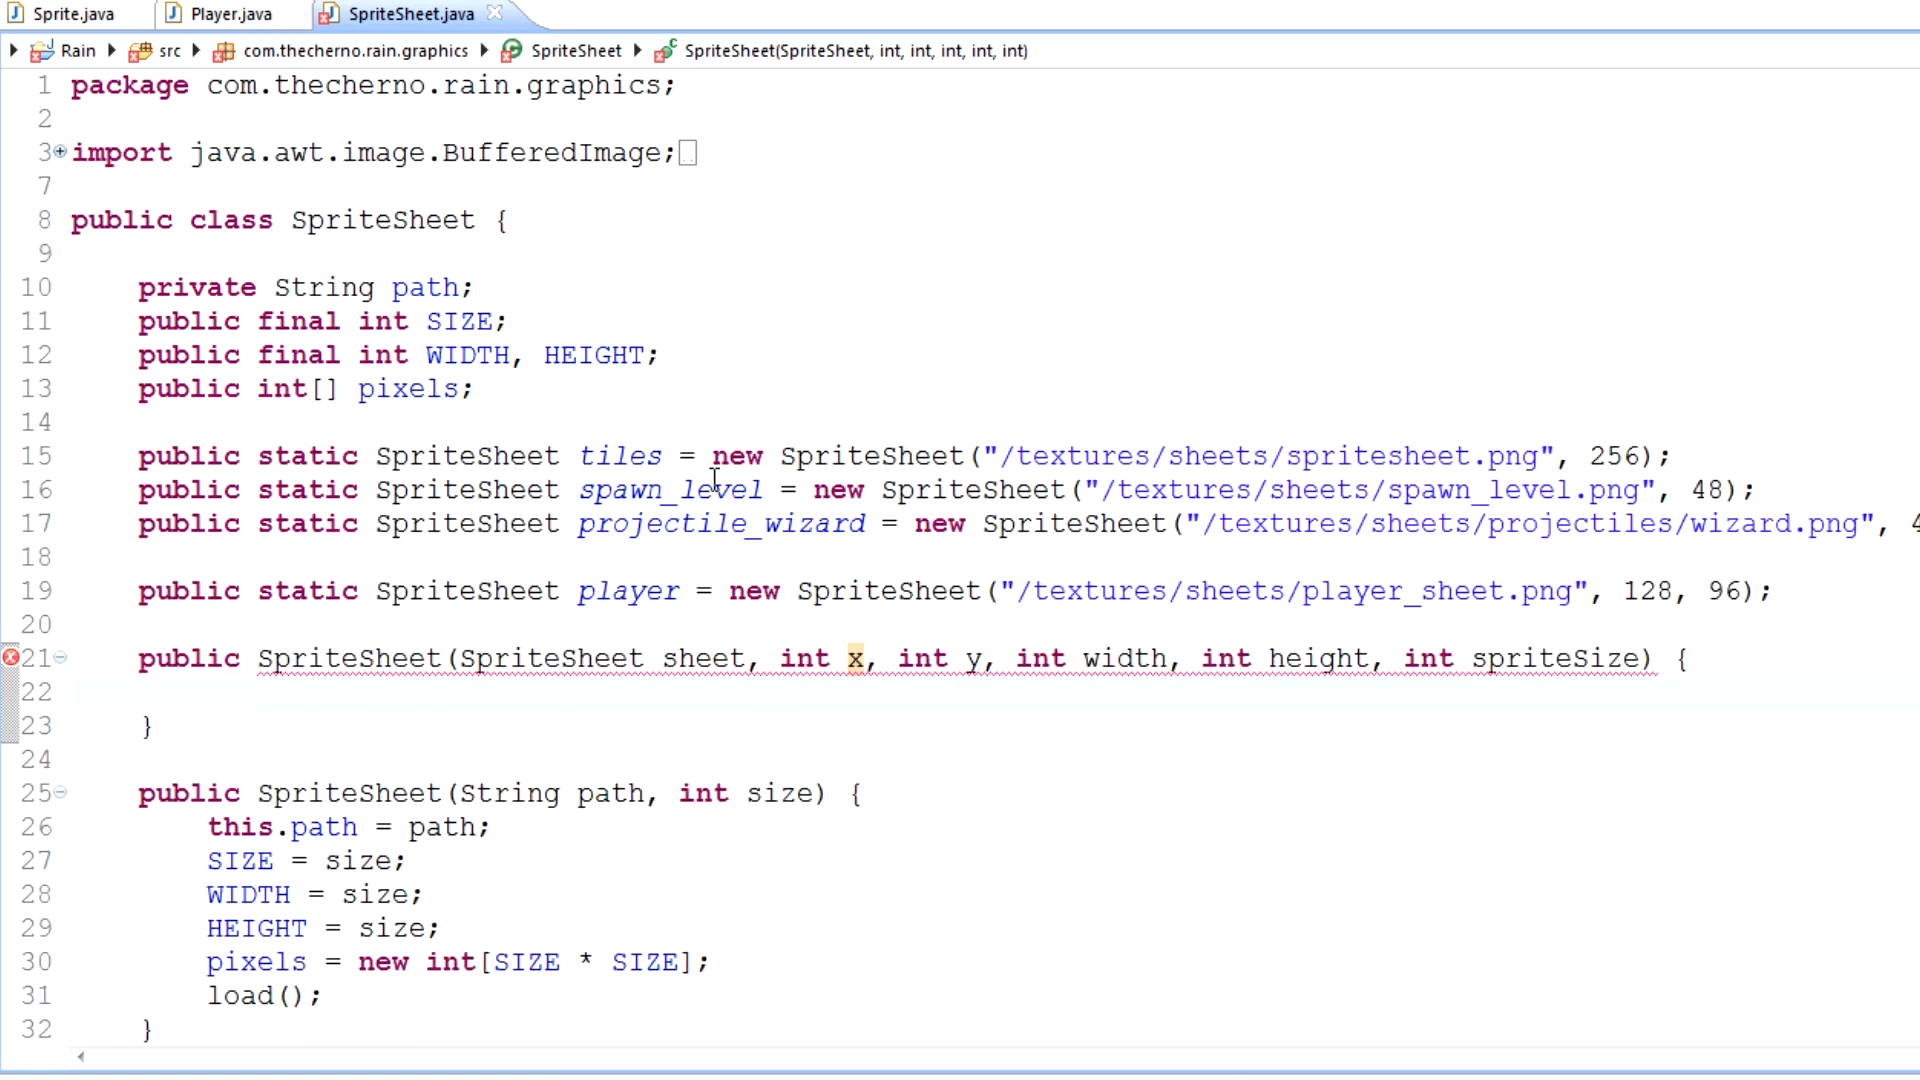 Sprite.java Player.java SpriteSheet.java
Rain src com.thecherno.rain.graphics SpriteSheet SpriteSheet(SpriteSheet, int, int, int, int, int)
1 package com.thecherno.rain.graphics;
2
3 import java.awt.image.BufferedImage;
7
8 public class SpriteSheet {
9
10 private String path;
11 public final int SIZE;
12 public final int WIDTH, HEIGHT;
13 public int[] pixels;
14
15 public static SpriteSheet tiles = new SpriteSheet("/textures/sheets/spritesheet.png", 256);
16 public static SpriteSheet spawn_level = new SpriteSheet("/textures/sheets/spawn_level.png", 48);
17 public static SpriteSheet projectile_wizard = new SpriteSheet("/textures/sheets/projectiles/wizard.png", 4
18
19 public static SpriteSheet player = new SpriteSheet("/textures/sheets/player_sheet.png", 128, 96);
20
21 public SpriteSheet(SpriteSheet sheet, int x, int y, int width, int height, int spriteSize) {
22
23 }
24
25 public SpriteSheet(String path, int size) {
26 this.path = path;
27 SIZE = size;
28 WIDTH = size;
29 HEIGHT = size;
30 pixels = new int[SIZE * SIZE];
31 load();
32 }